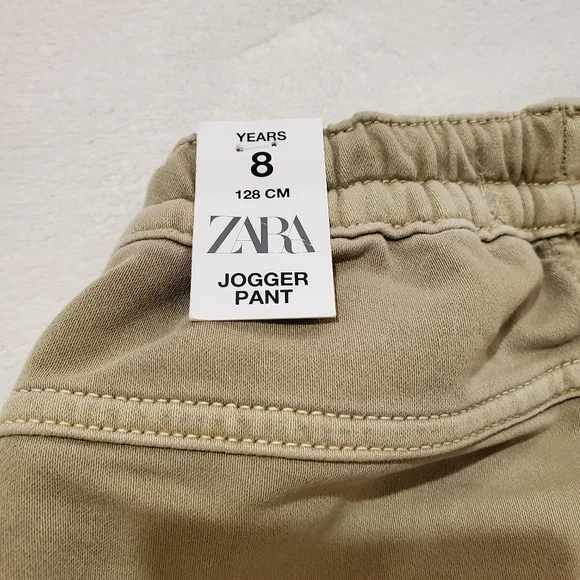 YEARS
8
128 CM
ZARA
JOGGER
PANT